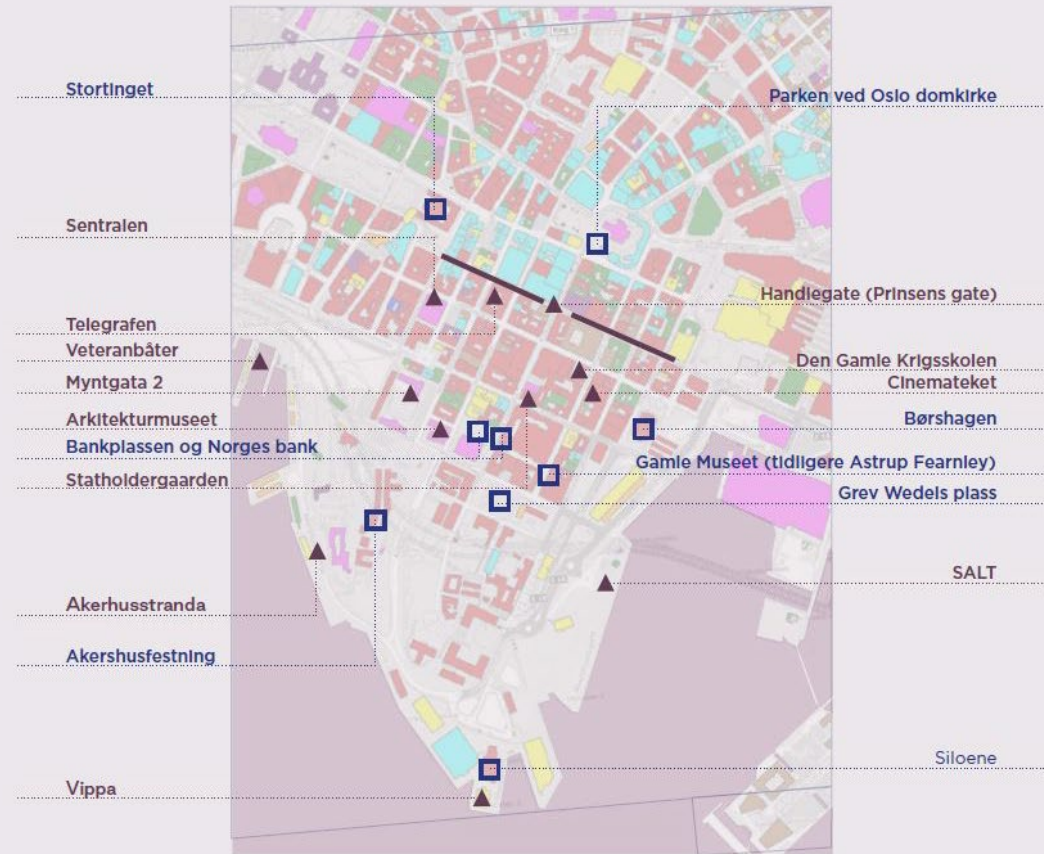 Stortinget
Parken ved Oslo domkirke
Sentralen
Handlegate (Prinsens gate)
Telegrafen
Veteranbåter
Den Gamle Krigsskolen
Myntgata 2
Cinemateket
Arkitekturmuseet
Børshagen
Bankplassen og Norges bank
Gamle Museet (tidligere Astrup Fearnley)
Statholdergaarden
Grev Wedels plass
SALT
Akerhusstranda
Akershusfestning
Siloene
Vippa